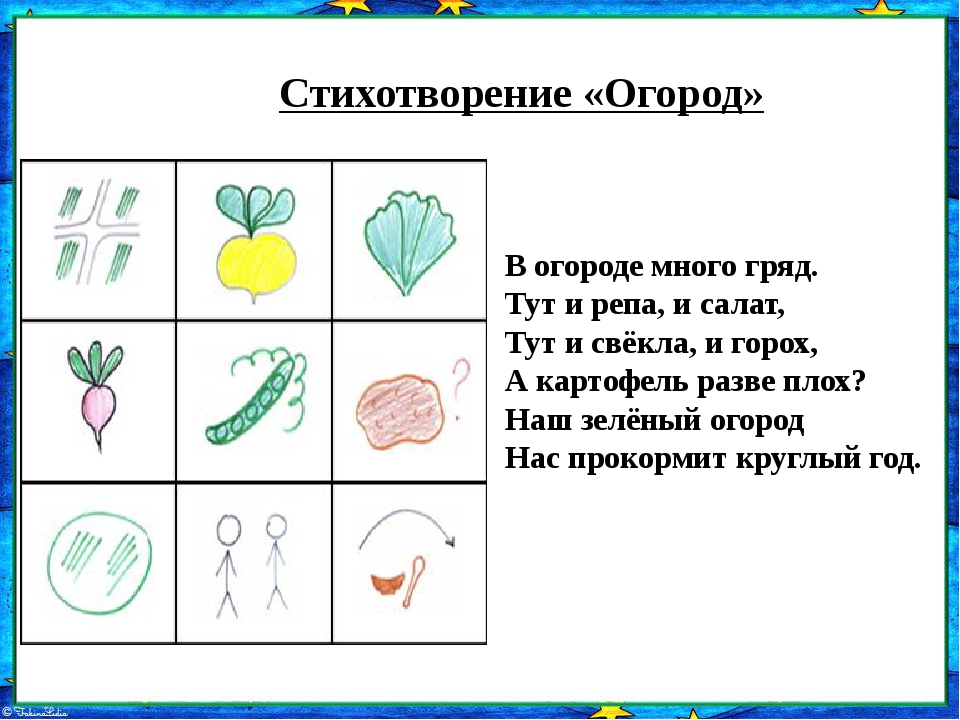 Стихотворение «Огород»
В огороде много гряд.
Тут и репа, и салат,
Тут и свёкла, и горох,
А картофель разве плох?
Наш зелёный огород
Нас прокормит круглый год.
?
© FokinaLidia